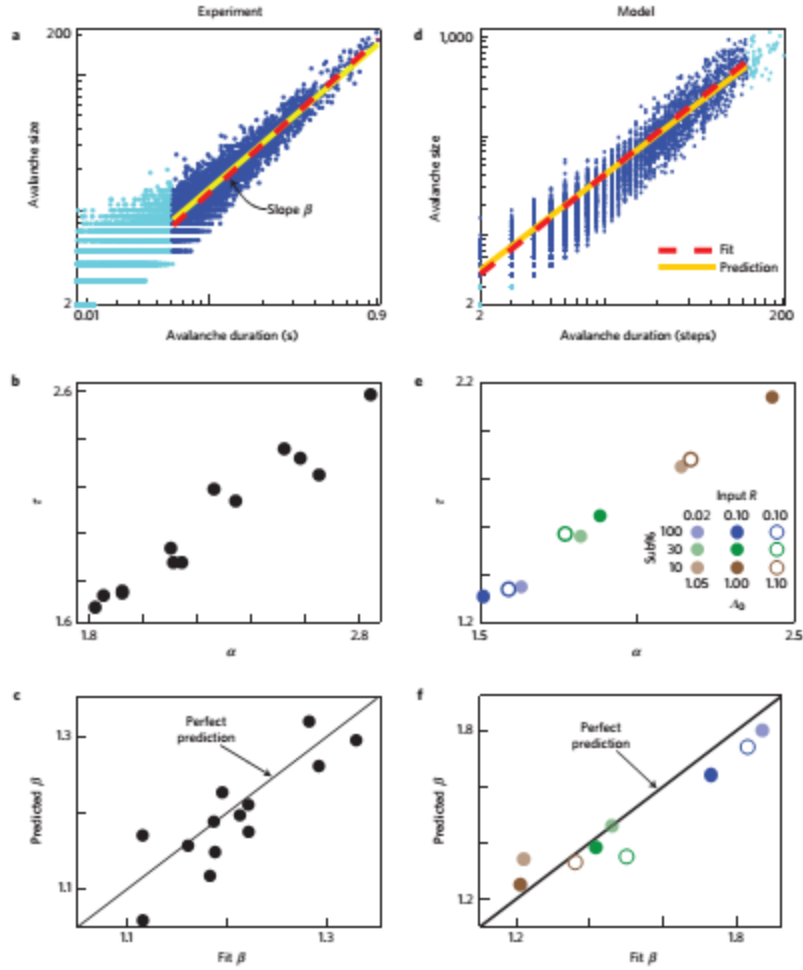 Experiment
a
200
Avalanche size
Slope β
2
0.01
0.9
Avalanche duration (s)
Model
d
1,000
Avalanche size
Fit
Prediction
2
2
200
Avalanche duration (steps)
b
2.6
τ
1.6
1.8
2.8
α
e
2.2
τ
Input R
0.02 0.10 0.10
Sub%
100
30
10
1.05 1.00 1.10
Λ0
1.2
1.5
2.5
α
c
1.3
Perfect
prediction
Predicted β
1.1
1.1
1.3
Fit β
f
1.8
Perfect
prediction
Predicted β
1.2
1.2
1.8
Fit β